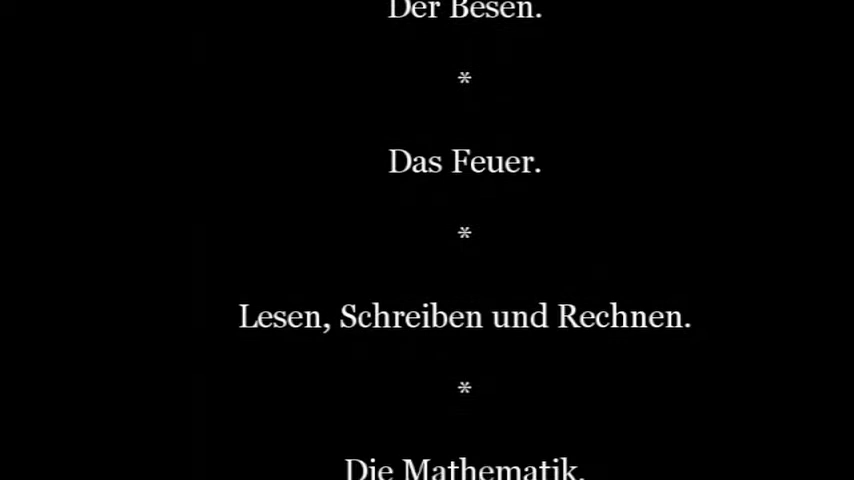 Der Besen.
*
Das Feuer.
*
Lesen, Schreiben und Rechnen.
*
Die Mathematik.